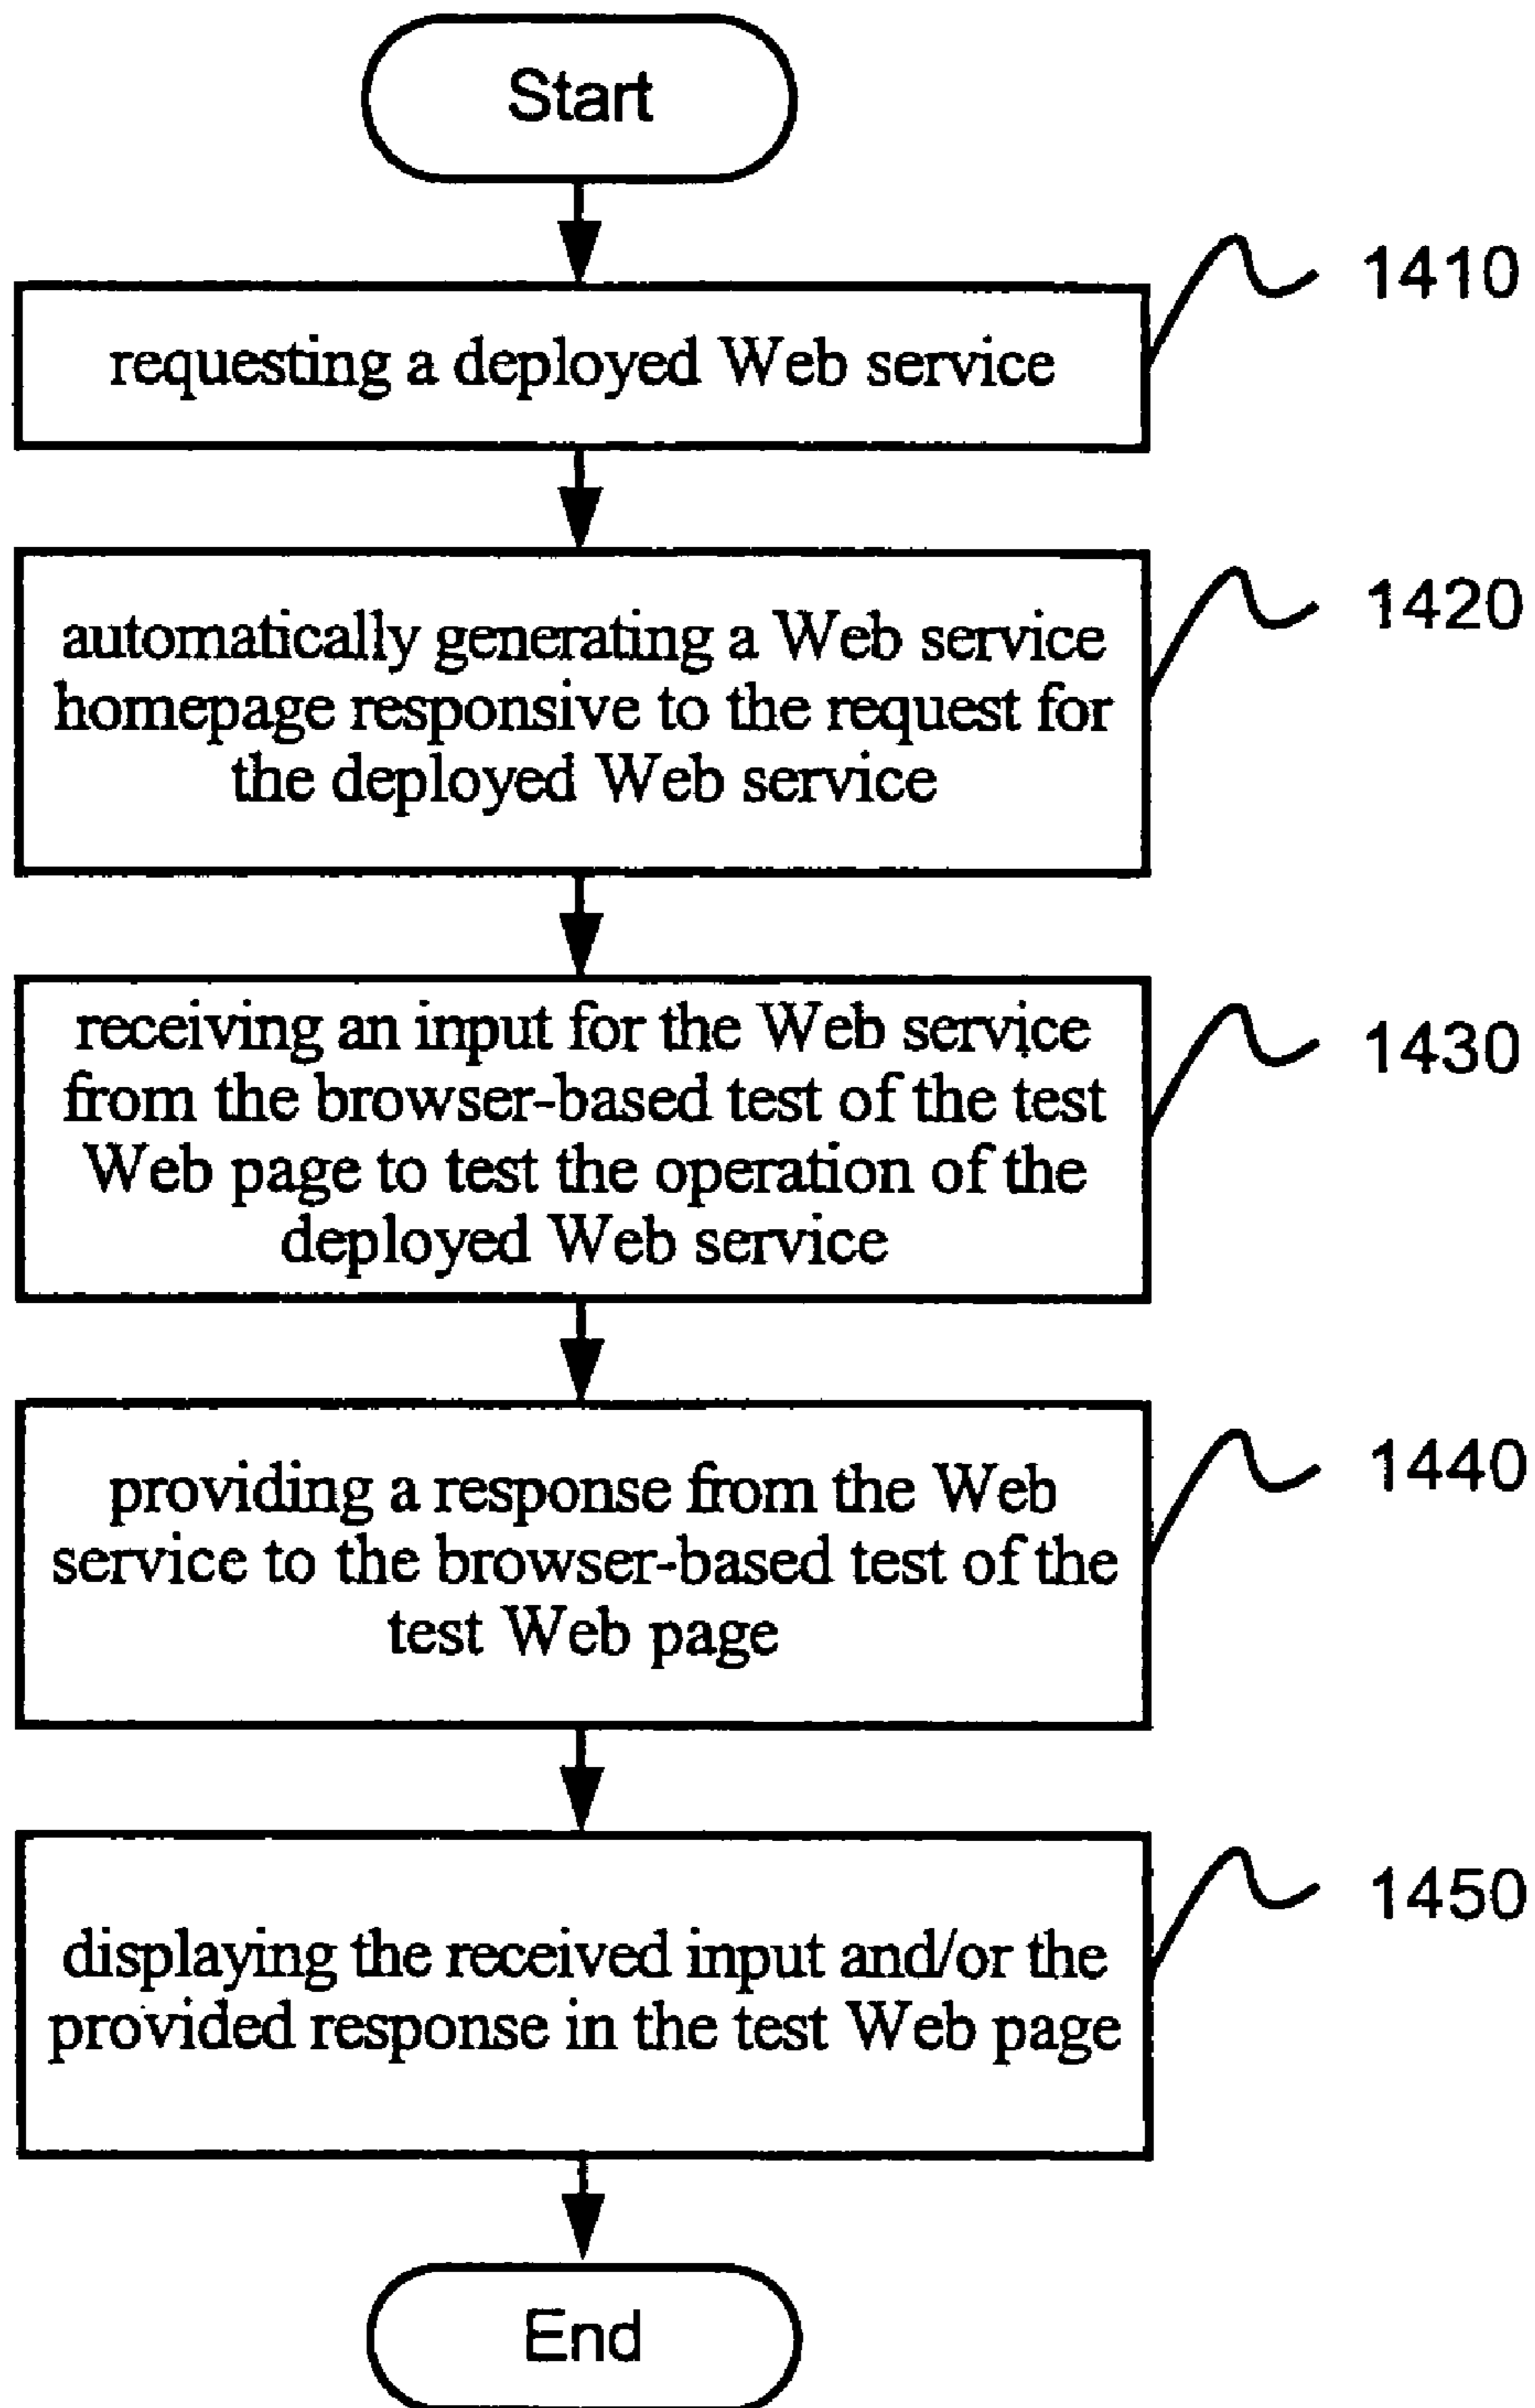 Start
1410
requesting a deployed Web service
1420
automatically generating a Web service
homepage responsive to the request for
the deployed Web service
1430
receiving an input for the Web service
from the browser-based test of the test
Web page to test the operation of the
deployed Web service
1440
providing a response from the Web
service to the browser-based test of the
test Web page
1450
displaying the received input and/or the
provided response in the test Web page
End